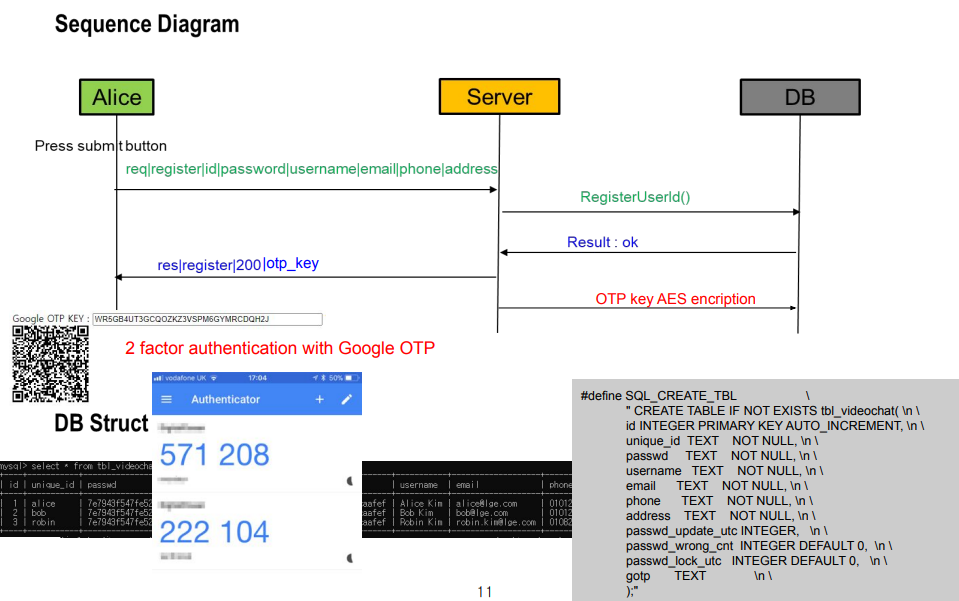 Sequence Diagram
Alice
Server
DB
Press submit button
req|register|id|password|username|email|phone|address
RegisterUserId()
Result : ok
res|register|200|otp_key
OTP key AES encription
Google OTP KEY : WR5GB4UT3GCQOZKZ3VSPM6GYMRCDQH2J
2 factor authentication with Google OTP
vodafone UK 17:04 50%
Authenticator
571 208
222 104
DB Struct
mysql> select * from tbl_videocha
| id | unique_id | passwd | username | email | phone
| 1 | alice | 7e7943f547fe52 aafef | Alice Kim | alice@lge.com | 01012
| 2 | bob | 7e7943f547fe52 aafef | Bob Kim | bob@lge.com | 01012
| 3 | robin | 7e7943f547fe52 aafef | Robin Kim | robin.kim@lge.com | 01082
#define SQL_CREATE_TBL \
" CREATE TABLE IF NOT EXISTS tbl_videochat( \n \
id INTEGER PRIMARY KEY AUTO_INCREMENT, \n \
unique_id TEXT NOT NULL, \n \
passwd TEXT NOT NULL, \n \
username TEXT NOT NULL, \n \
email TEXT NOT NULL, \n \
phone TEXT NOT NULL, \n \
address TEXT NOT NULL, \n \
passwd_update_utc INTEGER, \n \
passwd_wrong_cnt INTEGER DEFAULT 0, \n \
passwd_lock_utc INTEGER DEFAULT 0, \n \
gotp TEXT \n \
);"
11